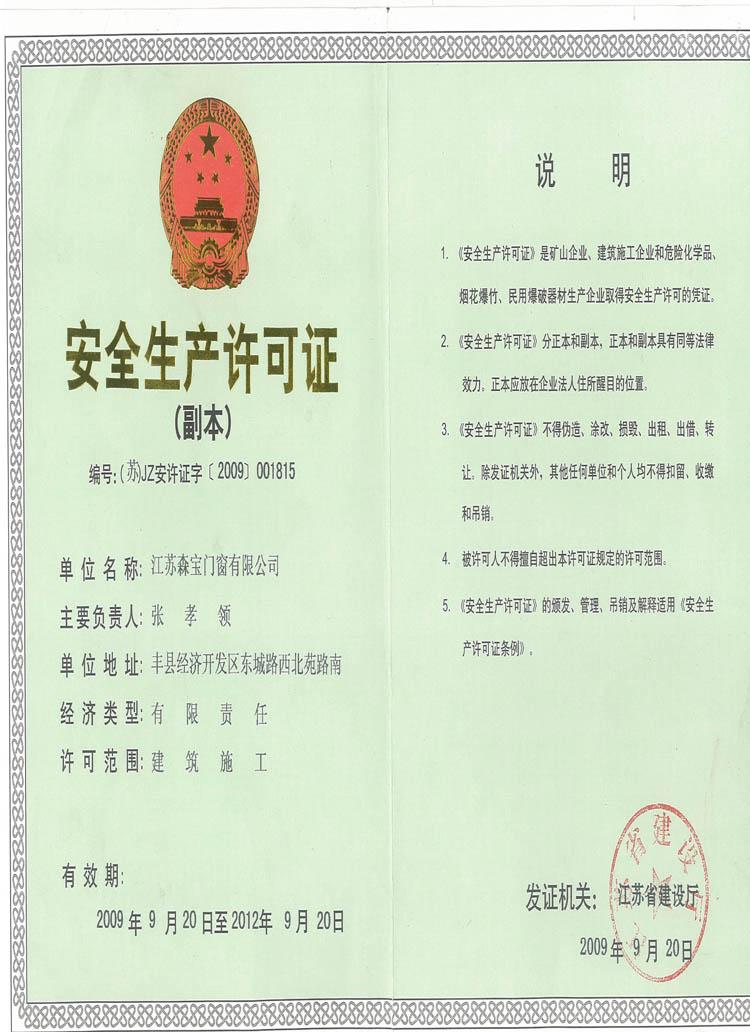 安全生产许可证
(副本)
编号:(苏)JZ安许证字〔2009〕001815
单位名称:江苏森宝门窗有限公司
主要负责人:张孝领
单位地址:丰县经济开发区东城路西北苑路南
经济类型:有限责任
许可范围:建筑施工
有效期:
2009年9月20日至2012年9月20日
说 明
1.《安全生产许可证》是矿山企业、建筑施工企业和危险化学品、
烟花爆竹、民用爆破器材生产企业取得安全生产许可的凭证。
2.《安全生产许可证》分正本和副本,正本和副本具有同等法律
效力。正本应放在企业法人住所醒目的位置。
3.《安全生产许可证》不得伪造、涂改、损毁、出租、出借、转
让。除发证机关外,其他任何单位和个人均不得扣留、收缴
和吊销。
4. 被许可人不得擅自超出本许可证规定的许可范围。
5.《安全生产许可证》的颁发、管理、吊销及解释适用《安全生
产许可证条例》。
江苏省建设厅
发证机关:江苏省建设厅
2009年9月20日